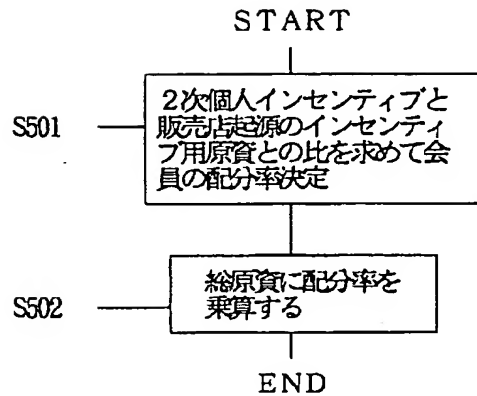 START
S501
2次個人インセンティブと
販売店起源のインセンティ
ブ用原資との比を求めて会
員の配分率決定
S502
総原資に配分率を
乗算する
END